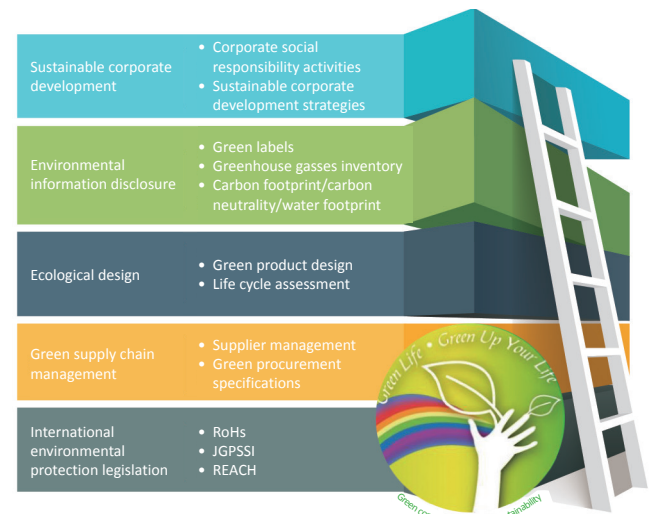 Sustainable corporate
development
• Corporate social
responsibility activities
• Sustainable corporate
development strategies
Environmental
information disclosure
• Green labels
• Greenhouse gasses inventory
• Carbon footprint/carbon
neutrality/water footprint
Ecological design
• Green product design
• Life cycle assessment
Green supply chain
management
• Supplier management
• Green procurement
specifications
International
environmental
protection legislation
• RoHs
• JGPSSI
• REACH
Green Life • Green Up Your Life
Green